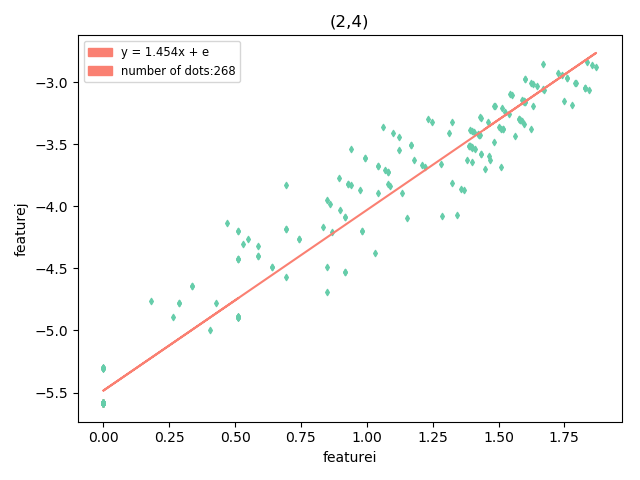 (2,4)
y = 1.454x + e
number of dots:268
−3.0
−3.5
−4.0
−4.5
−5.0
−5.5
featurej
0.00 0.25 0.50 0.75 1.00 1.25 1.50 1.75
featurei